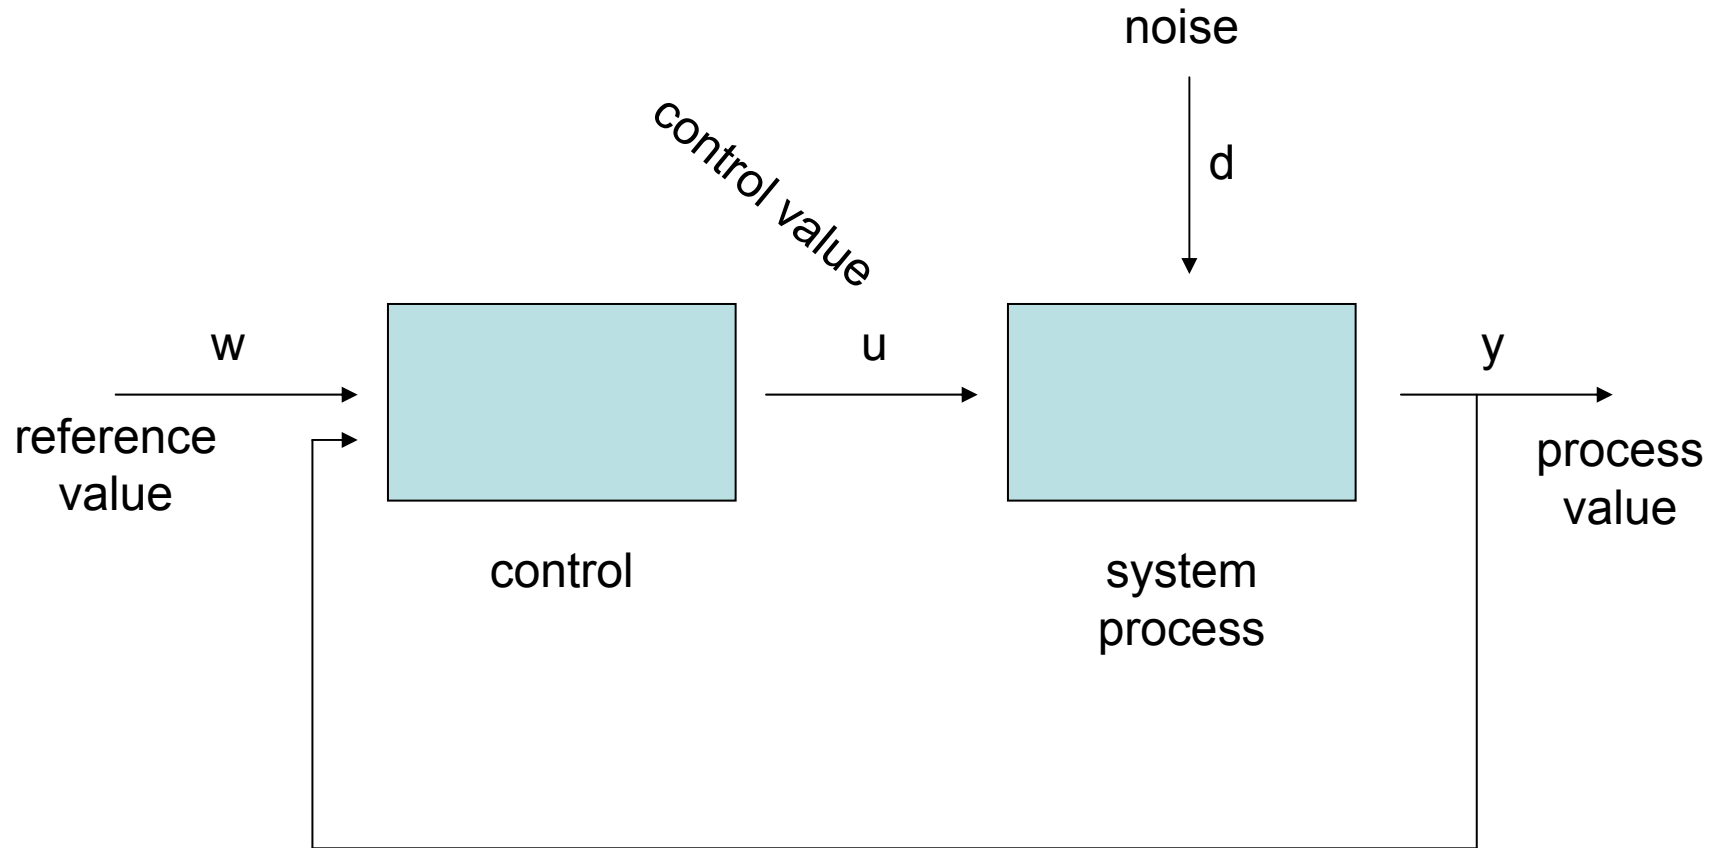 noise
control value
d
w
u
y
reference
value
process
value
control
system
process